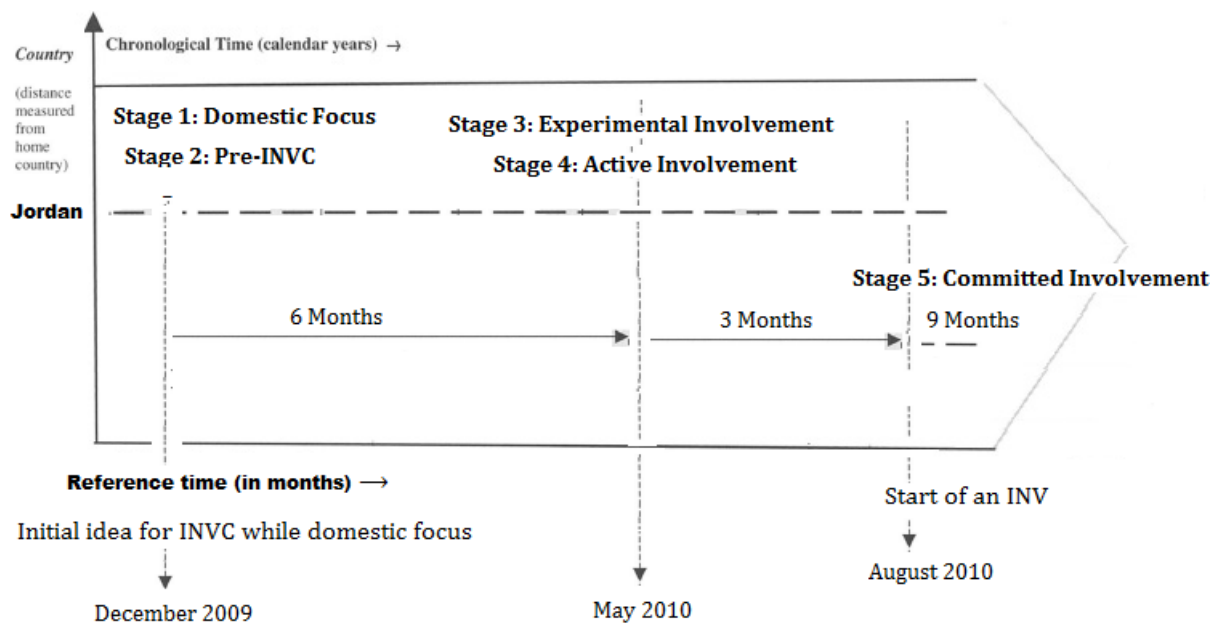 Country
Chronological Time (calendar years) →
(distance
measured
from
home
country)
Stage 1: Domestic Focus
Stage 2: Pre-INVC
Stage 3: Experimental Involvement
Stage 4: Active Involvement
Jordan
Stage 5: Committed Involvement
6 Months
3 Months
9 Months
Reference time (in months) →
Start of an INV
Initial idea for INVC while domestic focus
August 2010
December 2009
May 2010